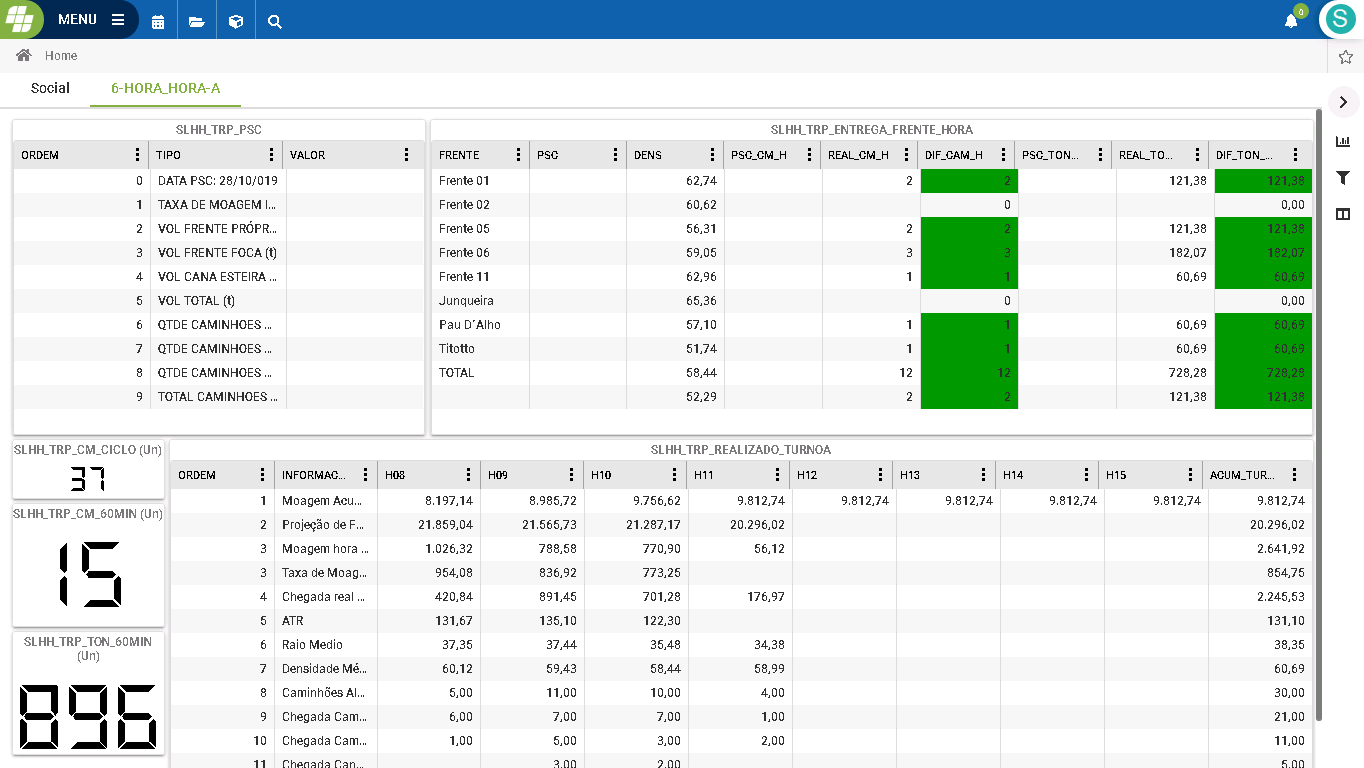 MENU
0
S
Home
Social 6-HORA_HORA-A
SLHH_TRP_PSC
ORDEM TIPO VALOR
0 DATA PSC: 28/10/019
1 TAXA DE MOAGEM I...
2 VOL FRENTE PRÓPR...
3 VOL FRENTE FOCA (t)
4 VOL CANA ESTEIRA ...
5 VOL TOTAL (t)
6 QTDE CAMINHOES ...
7 QTDE CAMINHOES ...
8 QTDE CAMINHOES ...
9 TOTAL CAMINHOES ...
SLHH_TRP_ENTREGA_FRENTE_HORA
FRENTE PSC DENS PSC_CM_H REAL_CM_H DIF_CAM_H PSC_TON... REAL_TO... DIF_TON_...
Frente 01 62,74 2 2 121,38 121,38
Frente 02 60,62 0 0,00
Frente 05 56,31 2 2 121,38 121,38
Frente 06 59,05 3 3 182,07 182,07
Frente 11 62,96 1 1 60,69 60,69
Junqueira 65,36 0 0,00
Pau D´Alho 57,10 1 1 60,69 60,69
Titotto 51,74 1 1 60,69 60,69
TOTAL 58,44 12 12 728,28 728,28
52,29 2 2 121,38 121,38
SLHH_TRP_CM_CICLO (Un)
37
SLHH_TRP_CM_60MIN (Un)
15
SLHH_TRP_TON_60MIN
(Un)
896
SLHH_TRP_REALIZADO_TURNOA
ORDEM INFORMAC... H08 H09 H10 H11 H12 H13 H14 H15 ACUM_TUR...
1 Moagem Acu... 8.197,14 8.985,72 9.756,62 9.812,74 9.812,74 9.812,74 9.812,74 9.812,74 9.812,74
2 Projeção de F... 21.859,04 21.565,73 21.287,17 20.296,02 20.296,02
3 Moagem hora ... 1.026,32 788,58 770,90 56,12 2.641,92
3 Taxa de Moag... 954,08 836,92 773,25 854,75
4 Chegada real ... 420,84 891,45 701,28 176,97 2.245,53
5 ATR 131,67 135,10 122,30 131,10
6 Raio Medio 37,35 37,44 35,48 34,38 38,35
7 Densidade Mé... 60,12 59,43 58,44 58,99 60,69
8 Caminhões Al... 5,00 11,00 10,00 4,00 30,00
9 Chegada Cam... 6,00 7,00 7,00 1,00 21,00
10 Chegada Cam... 1,00 5,00 3,00 2,00 11,00
11 Chegada Can... 3,00 2,00 5,00